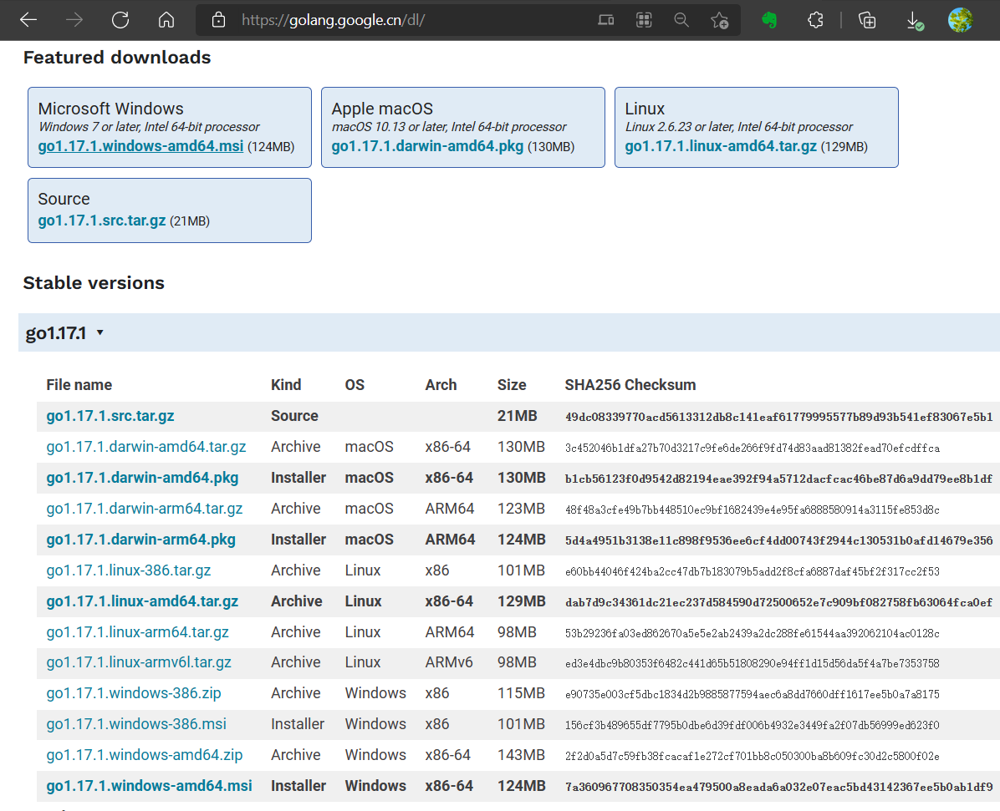 https://golang.google.cn/dl/
Featured downloads
Microsoft Windows
Windows 7 or later, Intel 64-bit processor
go1.17.1.windows-amd64.msi (124MB)
Apple macOS
macOS 10.13 or later, Intel 64-bit processor
go1.17.1.darwin-amd64.pkg (130MB)
Linux
Linux 2.6.23 or later, Intel 64-bit processor
go1.17.1.linux-amd64.tar.gz (129MB)
Source
go1.17.1.src.tar.gz (21MB)
Stable versions
go1.17.1 ▾
File name Kind OS Arch Size SHA256 Checksum
go1.17.1.src.tar.gz Source 21MB 49dc08339770acd5613312db8c141eaf61779995577b89d93b541ef83067e5b1
go1.17.1.darwin-amd64.tar.gz Archive macOS x86-64 130MB 3c452046b1dfa27b70d3217c9fe6de266f9fd74d83aad81382fead70efcdffca
go1.17.1.darwin-amd64.pkg Installer macOS x86-64 130MB b1cb56123f0d9542d82194eae392f94a5712dacfcac46be87d6a9dd79ee8b1df
go1.17.1.darwin-arm64.tar.gz Archive macOS ARM64 123MB 48f48a3cfe49b7bb448510ec9bf1682439e4e95fa6888580914a3115fe853d8c
go1.17.1.darwin-arm64.pkg Installer macOS ARM64 124MB 5d4a4951b3138e11c898f9536ee6cf4dd00743f2944c130531b0afd14679e356
go1.17.1.linux-386.tar.gz Archive Linux x86 101MB e60bb44046f424ba2cc47db7b183079b5add2f8cfa6887daf45bf2f317cc2f53
go1.17.1.linux-amd64.tar.gz Archive Linux x86-64 129MB dab7d9c34361dc21ec237d584590d72500652e7c909bf082758fb63064fca0ef
go1.17.1.linux-arm64.tar.gz Archive Linux ARM64 98MB 53b29236fa03ed862670a5e5e2ab2439a2dc288fe61544aa392062104ac0128c
go1.17.1.linux-armv6l.tar.gz Archive Linux ARMv6 98MB ed3e4dbc9b80353f6482c441d65b51808290e94ff1d15d56da5f4a7be7353758
go1.17.1.windows-386.zip Archive Windows x86 115MB e90735e003cf5dbc1834d2b9885877594aec6a8dd7660dff1617ee5b0a7a8175
go1.17.1.windows-386.msi Installer Windows x86 101MB 156cf3b489655df7795b0dbe6d39fdf006b4932e3449fa2f07db56999ed623f0
go1.17.1.windows-amd64.zip Archive Windows x86-64 143MB 2f2d0a5d7c59fb38fcacaf1e272cf701bb8c050300ba8b609fc30d2c5800f02e
go1.17.1.windows-amd64.msi Installer Windows x86-64 124MB 7a360967708350354ea479500a8eada6a032e07eac5bd43142367ee5b0ab1df9